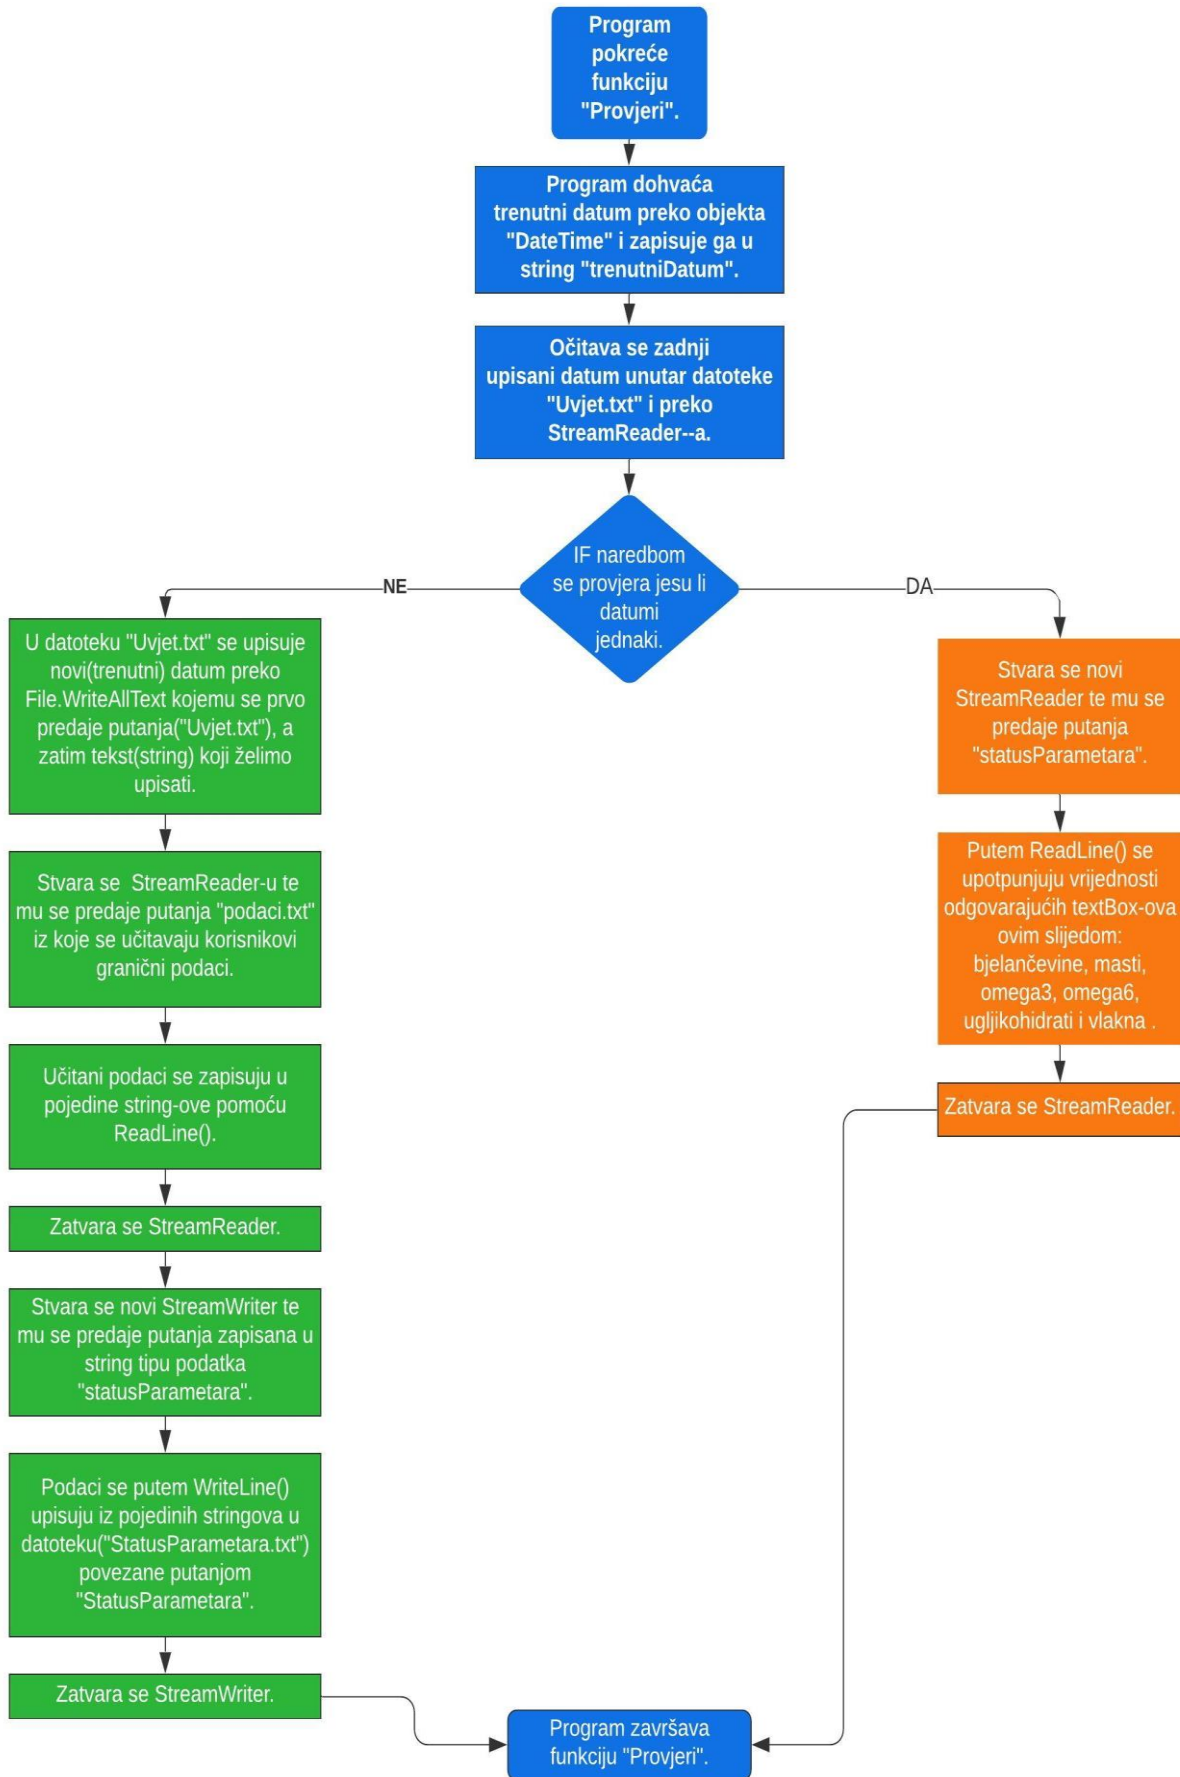 Program
pokreće
funkciju
"Provjeri".
Program dohvaća
trenutni datum preko objekta
"DateTime" i zapisuje ga u
string "trenutniDatum".
Očitava se zadnji
upisani datum unutar datoteke
"Uvjet.txt" i preko
StreamReader--a.
IF naredbom
se provjera jesu li
datumi
jednaki.
NE
U datoteku "Uvjet.txt" se upisuje
novi(trenutni) datum preko
File.WriteAllText kojemu se prvo
predaje putanja("Uvjet.txt"), a
zatim tekst(string) koji želimo
upisati.
Stvara se  StreamReader-u te
mu se predaje putanja "podaci.txt"
iz koje se učitavaju korisnikovi
granični podaci.
Učitani podaci se zapisuju u
pojedine string-ove pomoću
ReadLine().
Zatvara se StreamReader.
Stvara se novi StreamWriter te
mu se predaje putanja zapisana u
string tipu podatka
"statusParametara".
Podaci se putem WriteLine()
upisuju iz pojedinih stringova u
datoteku("StatusParametara.txt")
povezane putanjom
"StatusParametara".
Zatvara se StreamWriter.
DA
Stvara se novi
StreamReader te mu se
predaje putanja
"statusParametara".
Putem ReadLine() se
upotpunjuju vrijednosti
odgovarajućih textBox-ova
ovim slijedom:
bjelančevine, masti,
omega3, omega6,
ugljikohidrati i vlakna .
Zatvara se StreamReader.
Program završava
funkciju "Provjeri".